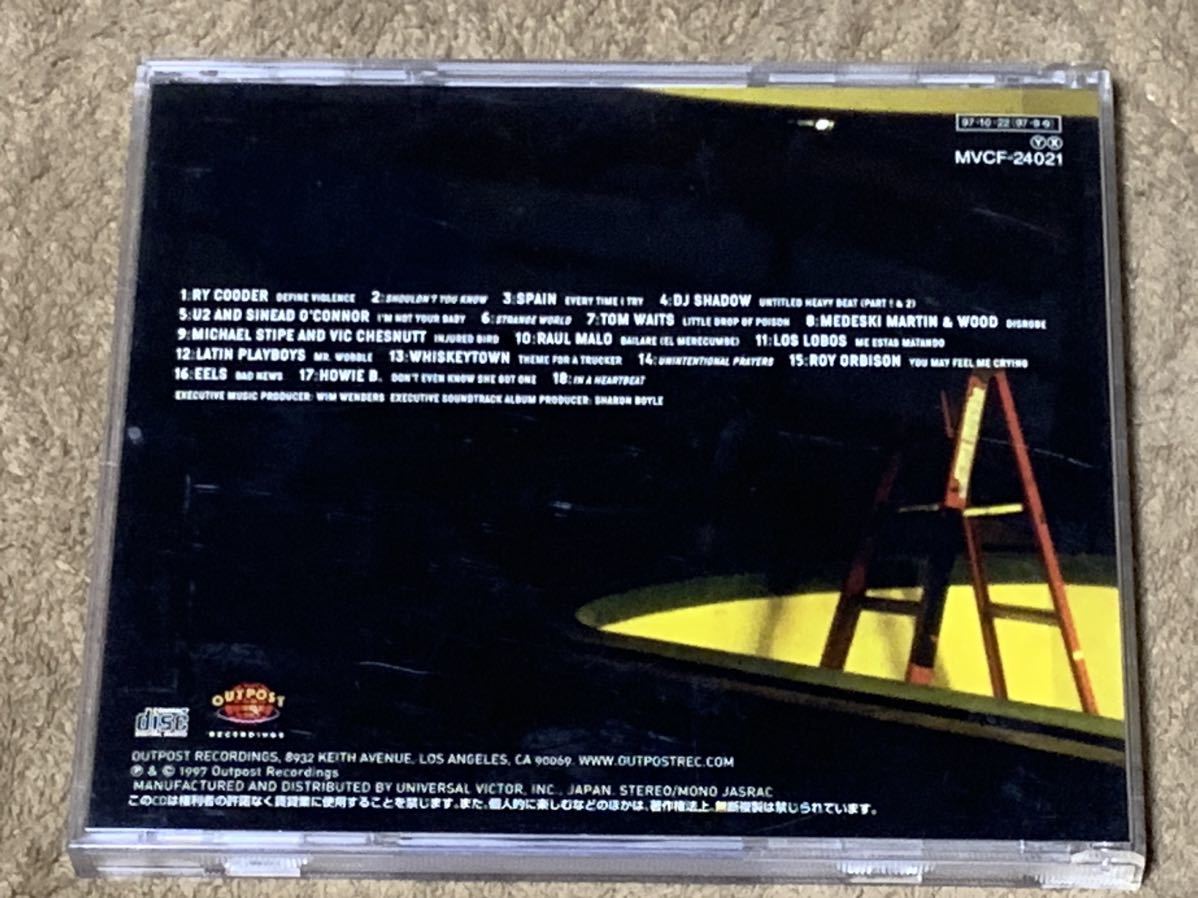 97·10·22 (97·9·9)
Ⓨ Ⓧ
MVCF-24021
1:RY COODER DEFINE VIOLENCE 2:SHOULDN'T YOU KNOW 3:SPAIN EVERY TIME I TRY 4:DJ SHADOW UNTITLED HEAVY BEAT (PART 1 & 2)
5:U2 AND SINEAD O'CONNOR I'M NOT YOUR BABY 6:STRANGE WORLD 7:TOM WAITS LITTLE DROP OF POISON 8:MEDESKI MARTIN & WOOD DISROBE
9:MICHAEL STIPE AND VIC CHESNUTT INJURED BIRD 10:RAUL MALO BAILARE (EL MERECUMBE) 11:LOS LOBOS ME ESTAS MATANDO
12:LATIN PLAYBOYS MR. WOBBLE 13:WHISKEYTOWN THEME FOR A TRUCKER 14:UNINTENTIONAL PRAYERS 15:ROY ORBISON YOU MAY FEEL ME CRYING
16:EELS BAD NEWS 17:HOWIE B. DON'T EVEN KNOW SHE GOT ONE 18:IN A HEARTBEAT
EXECUTIVE MUSIC PRODUCER: WIM WENDERS EXECUTIVE SOUNDTRACK ALBUM PRODUCER: SHARON BOYLE
COMPACT
disc
DIGITAL AUDIO
OUTPOST
RECORDINGS
OUTPOST RECORDINGS, 8932 KEITH AVENUE, LOS ANGELES, CA 90069. WWW.OUTPOSTREC.COM
℗ & © 1997 Outpost Recordings
MANUFACTURED AND DISTRIBUTED BY UNIVERSAL VICTOR, INC., JAPAN. STEREO/MONO JASRAC
このCDは権利者の許諾なく賃貸業に使用することを禁じます。また、個人的に楽しむなどのほかは、著作権法上、無断複製は禁じられています。